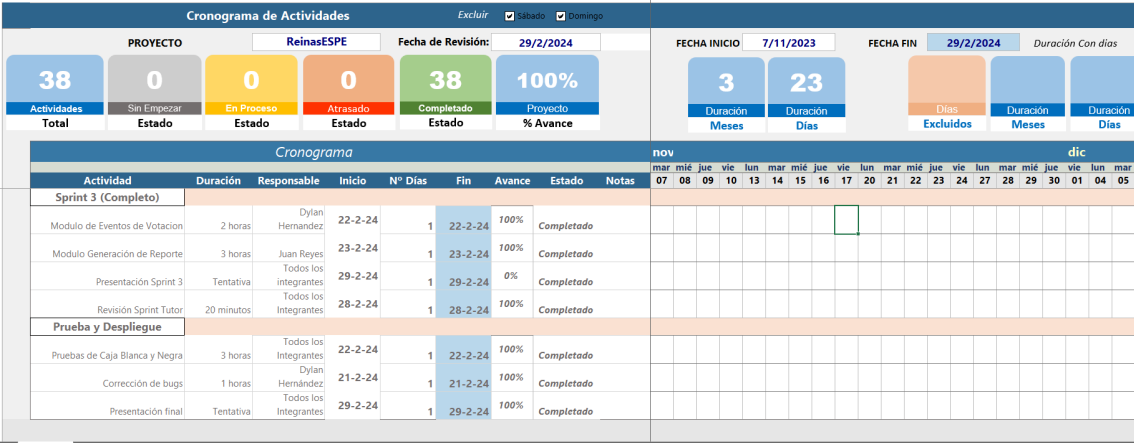 Cronograma de Actividades Excluir Sábado Domingo
PROYECTO ReinasESPE Fecha de Revisión: 29/2/2024 FECHA INICIO 7/11/2023 FECHA FIN 29/2/2024 Duración Con dias
38 0 0 0 38 100% 3 23
Actividades Sin Empezar En Proceso Atrasado Completado Proyecto Duración Duración Días Duración Duración
Total Estado Estado Estado Estado % Avance Meses Días Excluidos Meses Días
Cronograma nov dic
mar mié jue vie lun mar mié jue vie lun mar mié jue vie lun mar mié jue vie lun mar
Actividad Duración Responsable Inicio Nº Días Fin Avance Estado Notas 07 08 09 10 13 14 15 16 17 20 21 22 23 24 27 28 29 30 01 04 05
Sprint 3 (Completo)
Modulo de Eventos de Votacion 2 horas Dylan Hernandez 22-2-24 1 22-2-24 100% Completado
Modulo Generación de Reporte 3 horas Juan Reyes 23-2-24 1 23-2-24 100% Completado
Presentación Sprint 3 Tentativa Todos los integrantes 29-2-24 1 29-2-24 0% Completado
Revisión Sprint Tutor 20 minutos Todos los Integrantes 28-2-24 1 28-2-24 100% Completado
Prueba y Despliegue
Pruebas de Caja Blanca y Negra 3 horas Todos los Integrantes 22-2-24 1 22-2-24 100% Completado
Corrección de bugs 1 horas Dylan Hernández 21-2-24 1 21-2-24 100% Completado
Presentación final Tentativa Todos los Integrantes 29-2-24 1 29-2-24 100% Completado